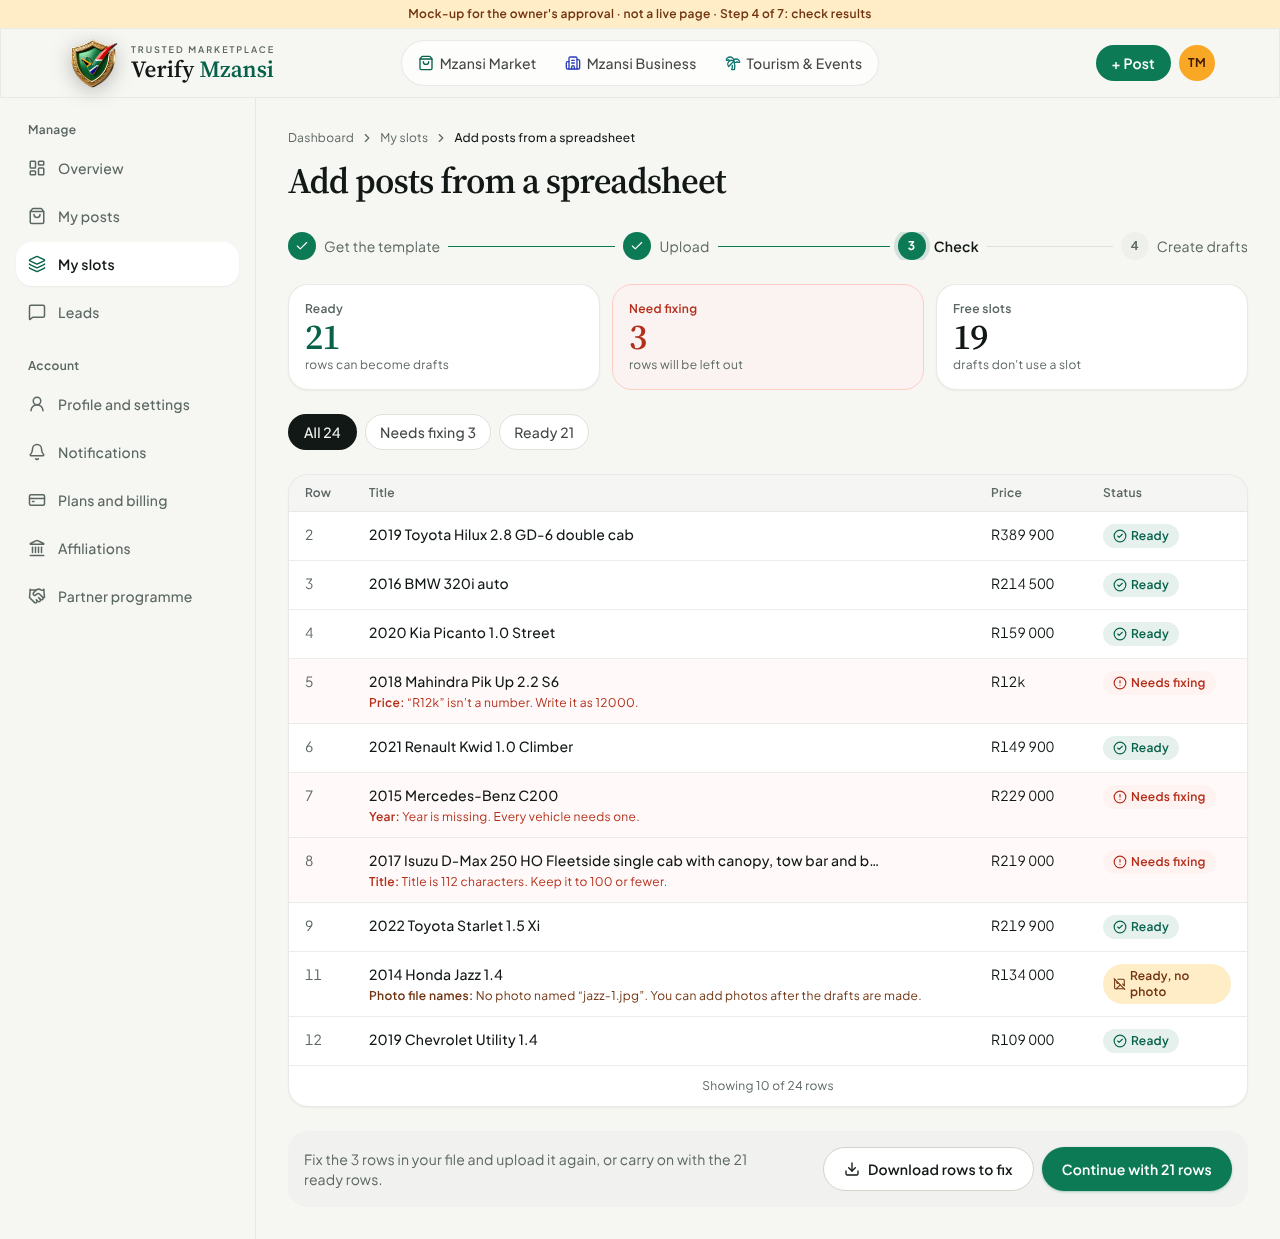 Mock-up for the owner's approval · not a live page · Step 4 of 7: check results
TRUSTED MARKETPLACE
Verify Mzansi
Mzansi Market
Mzansi Business
Tourism & Events
+ Post
TM
Manage
Overview
My posts
My slots
Leads
Account
Profile and settings
Notifications
Plans and billing
Affiliations
Partner programme
Dashboard > My slots > Add posts from a spreadsheet
Add posts from a spreadsheet
Get the template
Upload
3 Check
4 Create drafts
Ready
21
rows can become drafts
Need fixing
3
rows will be left out
Free slots
19
drafts don't use a slot
All 24
Needs fixing 3
Ready 21
Row Title Price Status
2 2019 Toyota Hilux 2.8 GD-6 double cab R389 900 Ready
3 2016 BMW 320i auto R214 500 Ready
4 2020 Kia Picanto 1.0 Street R159 000 Ready
5 2018 Mahindra Pik Up 2.2 S6 R12k Needs fixing
Price: “R12k” isn't a number. Write it as 12000.
6 2021 Renault Kwid 1.0 Climber R149 900 Ready
7 2015 Mercedes-Benz C200 R229 000 Needs fixing
Year: Year is missing. Every vehicle needs one.
8 2017 Isuzu D-Max 250 HO Fleetside single cab with canopy, tow bar and b... R219 000 Needs fixing
Title: Title is 112 characters. Keep it to 100 or fewer.
9 2022 Toyota Starlet 1.5 Xi R219 900 Ready
11 2014 Honda Jazz 1.4 R134 000 Ready, no photo
Photo file names: No photo named “jazz-1.jpg”. You can add photos after the drafts are made.
12 2019 Chevrolet Utility 1.4 R109 000 Ready
Showing 10 of 24 rows
Fix the 3 rows in your file and upload it again, or carry on with the 21
ready rows.
Download rows to fix
Continue with 21 rows